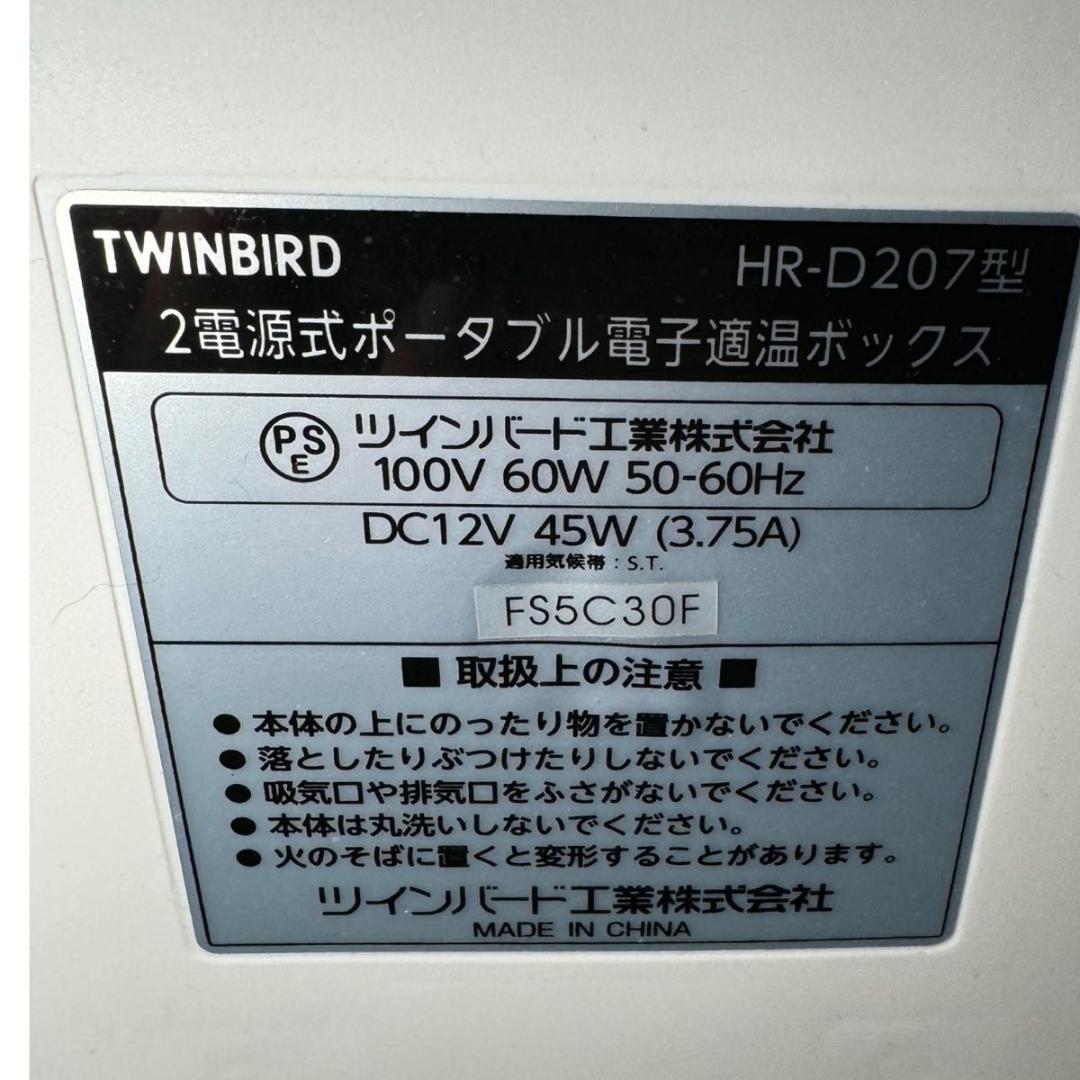 TWINBIRD
HR-D207型
2電源式ポータブル電子適温ボックス
PSE
ツインバード工業株式会社
100V 60W 50-60Hz
DC12V 45W (3.75A)
適用気候帯：S.T.
FS5C30F
■ 取扱上の注意 ■
● 本体の上にのったり物を置かないでください。
● 落としたりぶつけたりしないでください。
● 吸気口や排気口をふさがないでください。
● 本体は丸洗いしないでください。
● 火のそばに置くと変形することがあります。
ツインバード工業株式会社
MADE IN CHINA